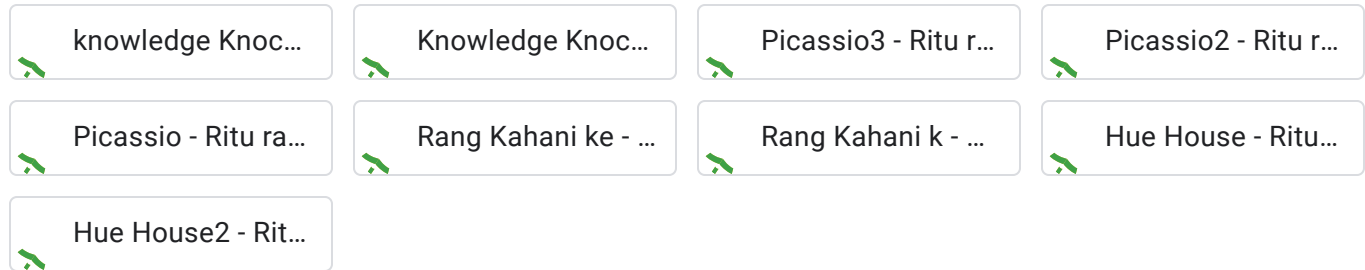 knowledge Knoc...
Knowledge Knoc...
Picassio3 - Ritu r...
Picassio2 - Ritu r...
Picassio - Ritu ra...
Rang Kahani ke - ...
Rang Kahani k - ...
Hue House - Ritu...
Hue House2 - Rit...